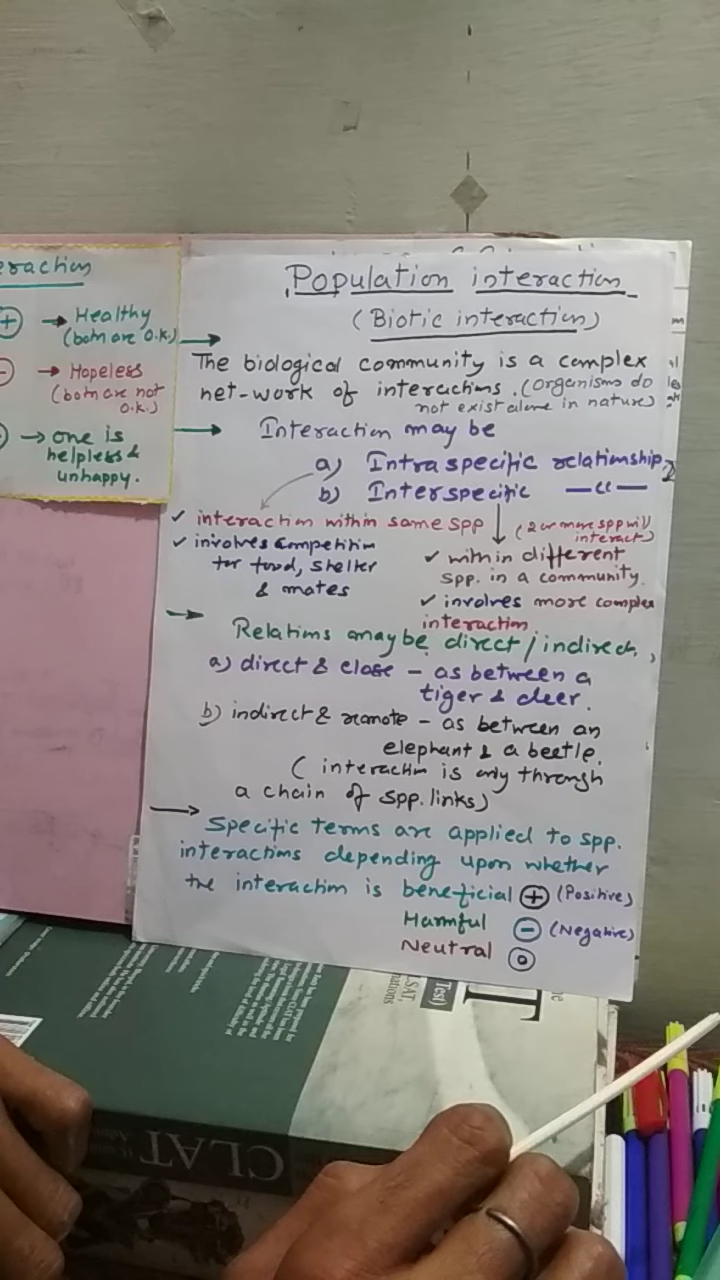 eraction
+ → Healthy
(both are O.K.)
- → Hopeless
(both are not
O.K.)
→ one is
helpless &
unhappy.
Population interaction
(Biotic interaction)
The biological community is a complex
net-work of interactions. (organisms do
not exist alone in nature)
→ Interaction may be
a) Intraspecific relationship
b) Interspecific —"—
✓ interaction within same spp
✓ involves competition
for food, shelter
& mates
(2 or more spp will
interact)
✓ within different
spp. in a community.
✓ involves more complex
interaction
→ Relations may be direct / indirect,
a) direct & close - as between a
tiger & deer.
b) indirect & remote - as between an
elephant & a beetle.
( interaction is only through
a chain of spp. links)
→ Specific terms are applied to spp.
interactions depending upon whether
the interaction is beneficial + (Positive)
Harmful - (Negative)
Neutral o
Test)
LSAT,
CLAT